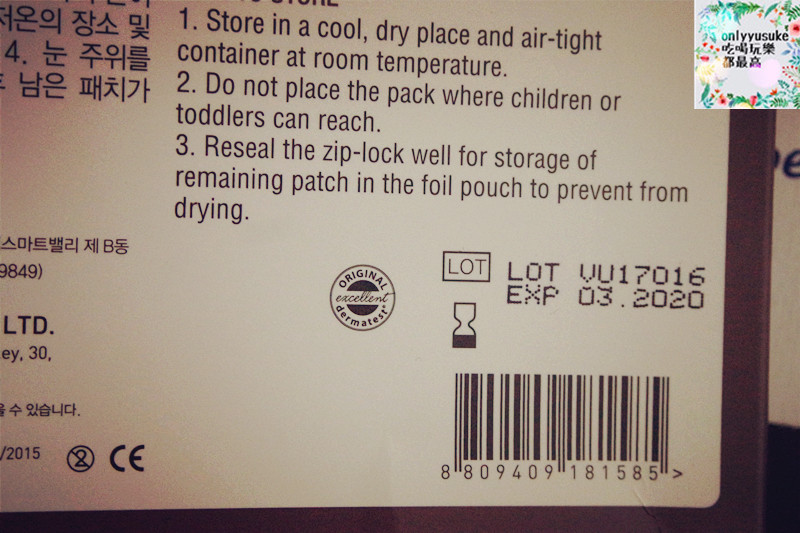 onlyyusuke
吃喝玩樂
都最高
저온의 장소 및
4. 눈 주위를
남은 패치가
STORE
1. Store in a cool, dry place and air-tight
container at room temperature.
2. Do not place the pack where children or
toddlers can reach.
3. Reseal the zip-lock well for storage of
remaining patch in the foil pouch to prevent from
drying.
스마트밸리 제 B동
9849)
LTD.
ey, 30,
수 있습니다.
/2015
CE
ORIGINAL
excellent
dermatest®
LOT
LOT VU17016
EXP 03.2020
8 809409 181585 >